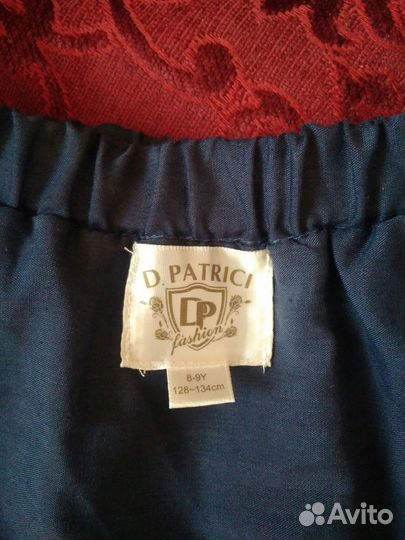 D. PATRICI
DP
fashion
8-9Y
128~134cm
Avito